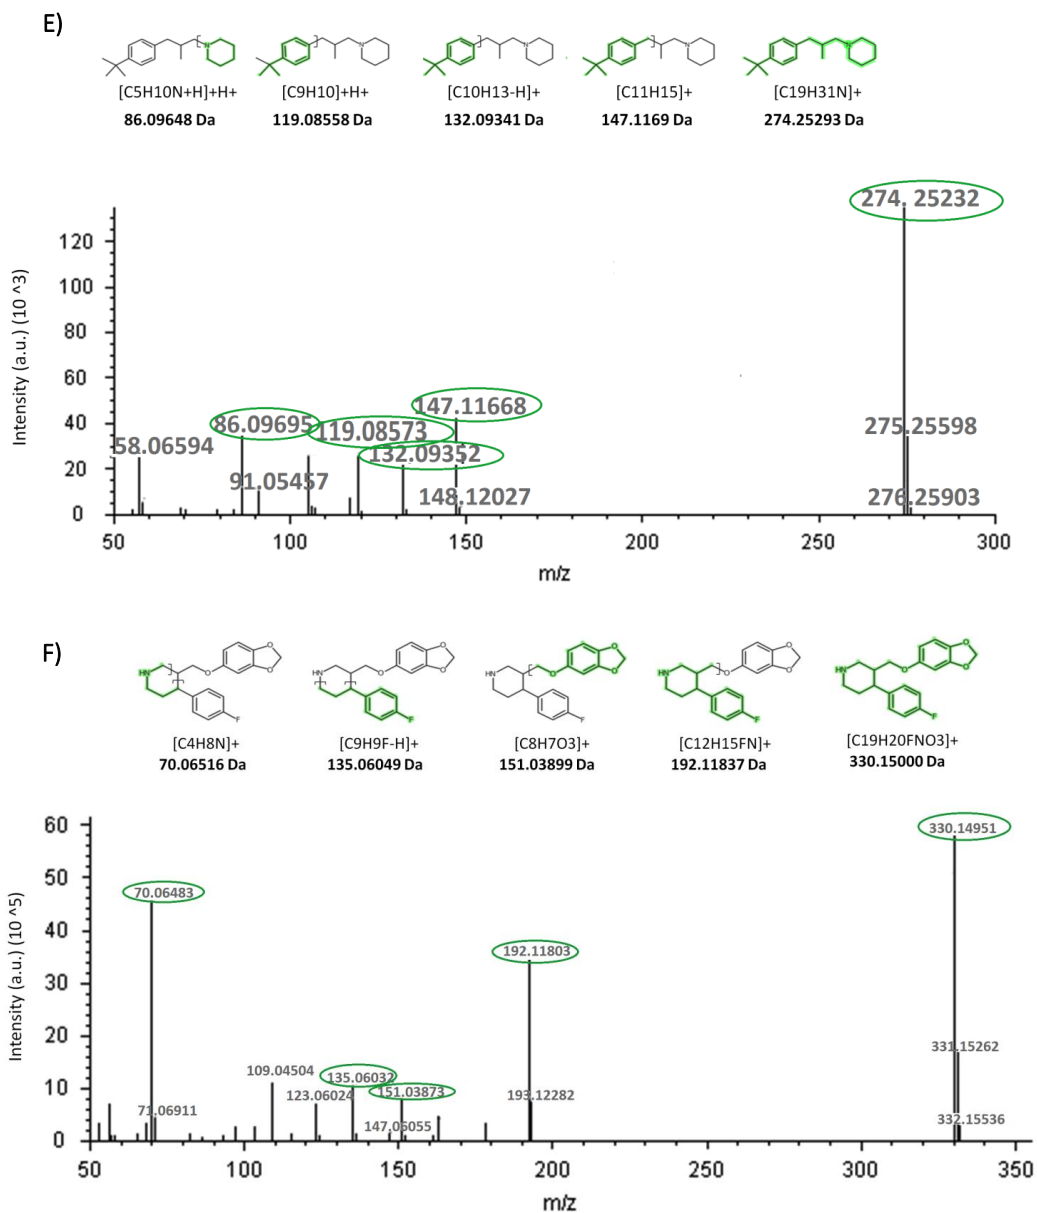 E)
[C5H10N+H]+H+ [C9H10]+H+ [C10H13-H]+ [C11H15]+ [C19H31N]+
86.09648 Da 119.08558 Da 132.09341 Da 147.1169 Da 274.25293 Da
274. 25232
120
100
80
60
40
20
0
Intensity (a.u.) (10 ^3)
147.11668
86.09695
119.08573
275.25598
58.06594
132.09352
91.05457
148.12027
276.25903
50 100 150 200 250 300
m/z
F)
HN O O O F
[C4H8N]+ [C9H9F-H]+ [C8H7O3]+ [C12H15FN]+ [C19H20FNO3]+
70.06516 Da 135.06049 Da 151.03899 Da 192.11837 Da 330.15000 Da
60
50
40
30
20
10
0
Intensity (a.u.) (10 ^5)
330.14951
70.06483
192.11803
331.15262
109.04504
135.06032
151.03873
123.06024
193.12282
71.06911
147.06055
332.15536
50 100 150 200 250 300 350
m/z